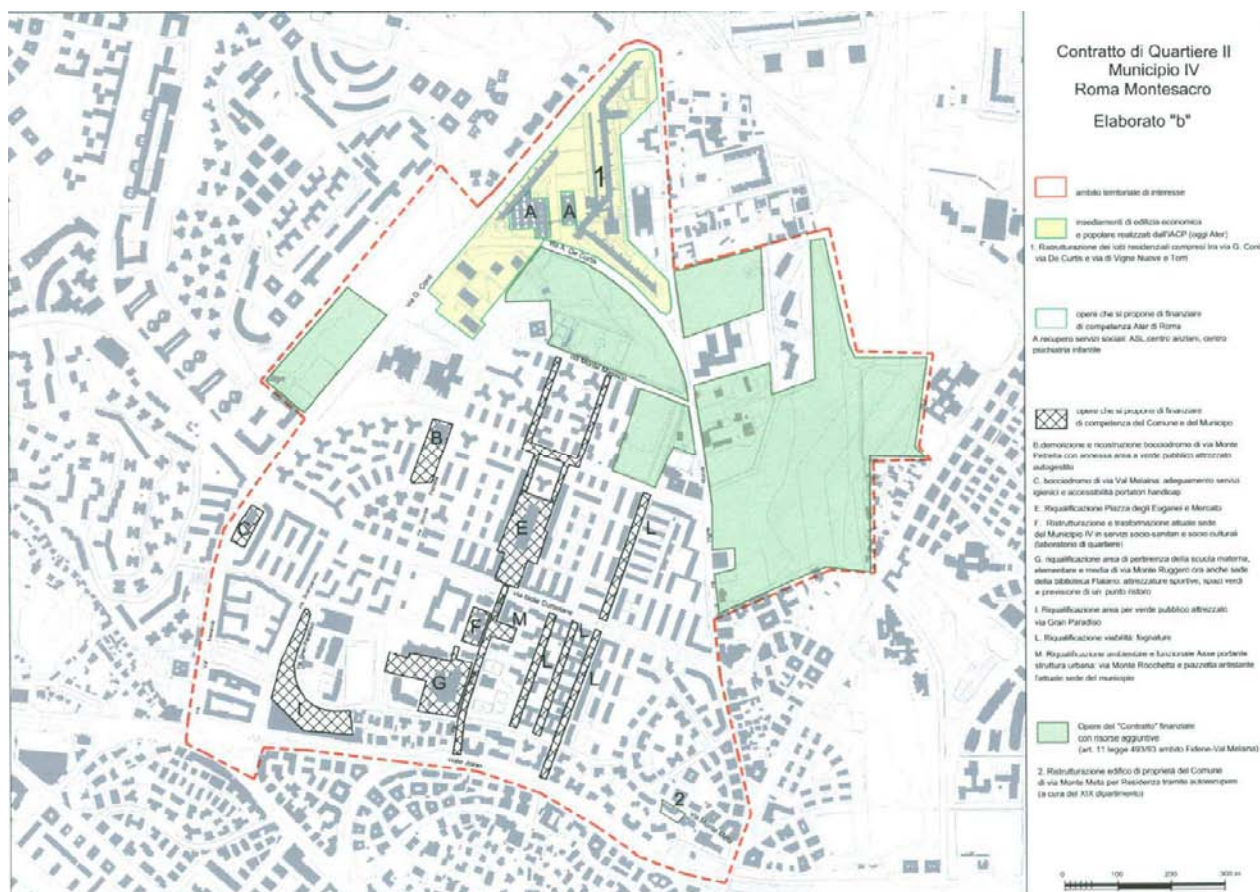 Contratto di Quartiere II
Municipio IV
Roma Montesacro
Elaborato "b"
ambito territoriale di interesse
insediamenti di edilizia economica
e popolare realizzati dall'IACP (oggi Ater)
1. Ristrutturazione dei lotti residenziali compresi tra via G. Conti
via De Curtis e via di Vigne Nuove e Torri
opere che si propone di finanziare
di competenza Ater di Roma
A recupero servizi sociali: ASL, centro anziani, centro
psichiatria infantile
opere che si propone di finanziare
di competenza del Comune e del Municipio
B. demolizione e ricostruzione bocciodromo di via Monte
Petrella con annessa area a verde pubblico attrezzato
autogestito
C. bocciodromo di via Val Melaina: adeguamento servizi
igienici e accessibilità portatori handicap
E. Riqualificazione Piazza degli Euganei e Mercato
F. Ristrutturazione e trasformazione attuale sede
del Municipio IV in servizi socio-sanitari e socio culturali
(laboratorio di quartiere)
G. riqualificazione area di pertinenza della scuola materna,
elementare e media di via Monte Ruggero ora anche sede
della biblioteca Flaiano: attrezzature sportive, spazi verdi
e previsione di un punto ristoro
I. Riqualificazione area per verde pubblico attrezzato
via Gran Paradiso
L. Riqualificazione viabilità: fognature
M. Riqualificazione ambientale e funzionale Asse portante
struttura urbana: via Monte Rocchetta e piazzetta antistante
l'attuale sede del municipio
Opere del "Contratto" finanziate
con risorse aggiuntive
(art. 11 legge 493/93 ambito Fidene-Val Melaina)
2. Ristrutturazione edificio di proprietà del Comune
di via Monte Meta per Residenza tramite autorecupero
(a cura del XIX dipartimento)
0 100 200 300 m
1
A
A
via A. De Curtis
via G. Conti
B
C
E
L
F
M
L
L
L
G
I
viale Jonio
2
via Monte Meta